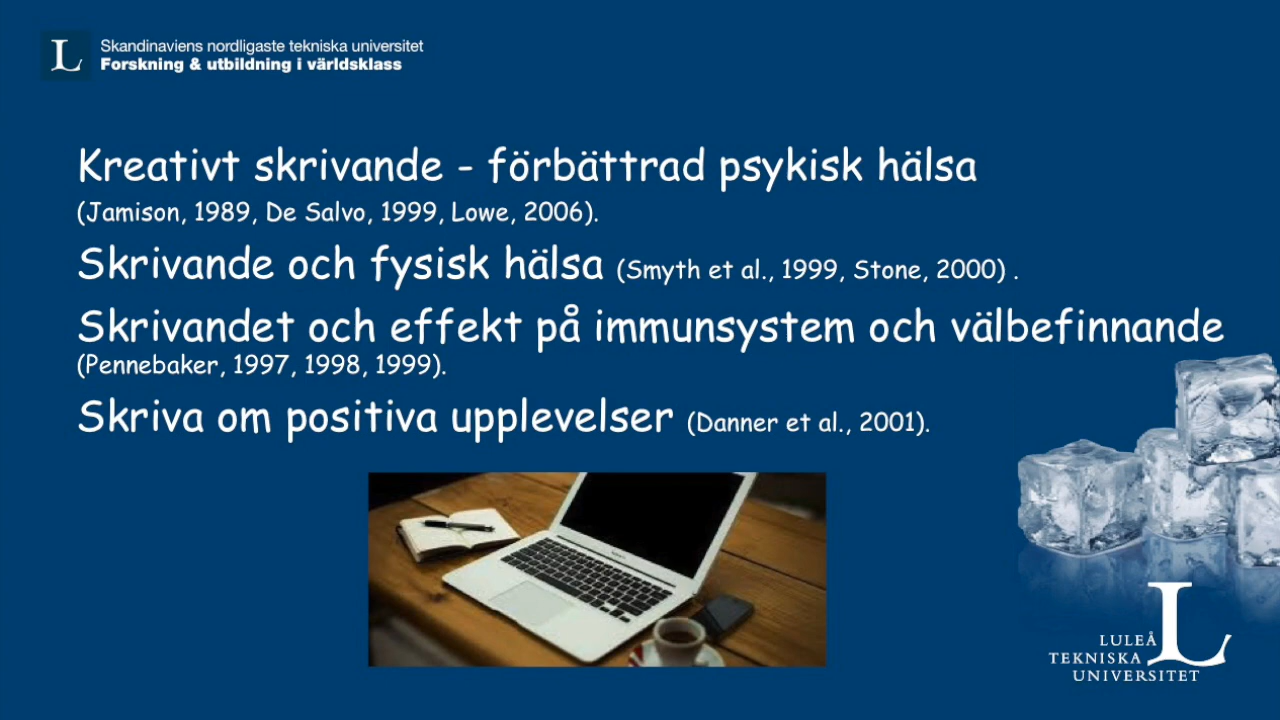 L
Skandinaviens nordligaste tekniska universitet
Forskning & utbildning i världsklass
Kreativt skrivande - förbättrad psykisk hälsa
(Jamison, 1989, De Salvo, 1999, Lowe, 2006).
Skrivande och fysisk hälsa (Smyth et al., 1999, Stone, 2000) .
Skrivandet och effekt på immunsystem och välbefinnande
(Pennebaker, 1997, 1998, 1999).
Skriva om positiva upplevelser (Danner et al., 2001).
L
LULEÅ
TEKNISKA
UNIVERSITET